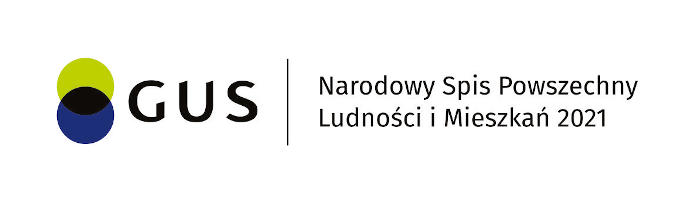 GUS
Narodowy Spis Powszechny
Ludności i Mieszkań 2021